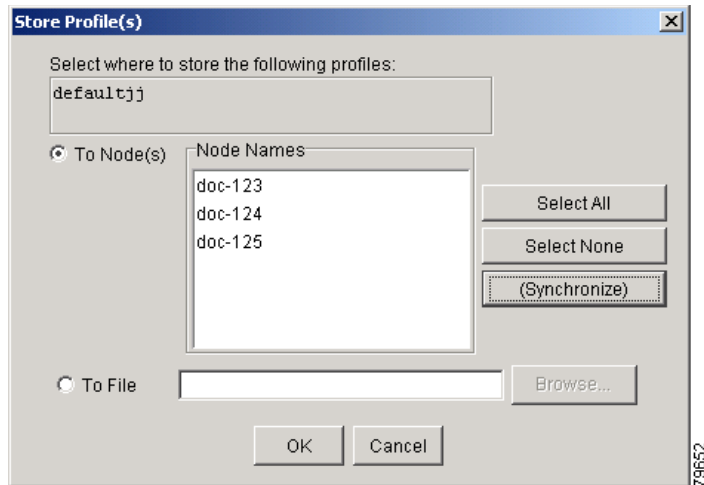 Store Profile(s)
Select where to store the following profiles:
defaultjj
To Node(s)
Node Names
doc-123
doc-124
doc-125
Select All
Select None
(Synchronize)
To File
Browse...
OK
Cancel
79652